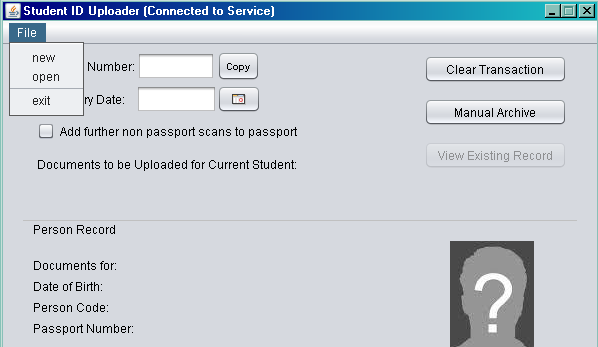 Student ID Uploader (Connected to Service)
File
new
open
exit
Number:
Copy
Clear Transaction
ry Date:
Manual Archive
Add further non passport scans to passport
View Existing Record
Documents to be Uploaded for Current Student:
Person Record
Documents for:
Date of Birth:
Person Code:
Passport Number:
?